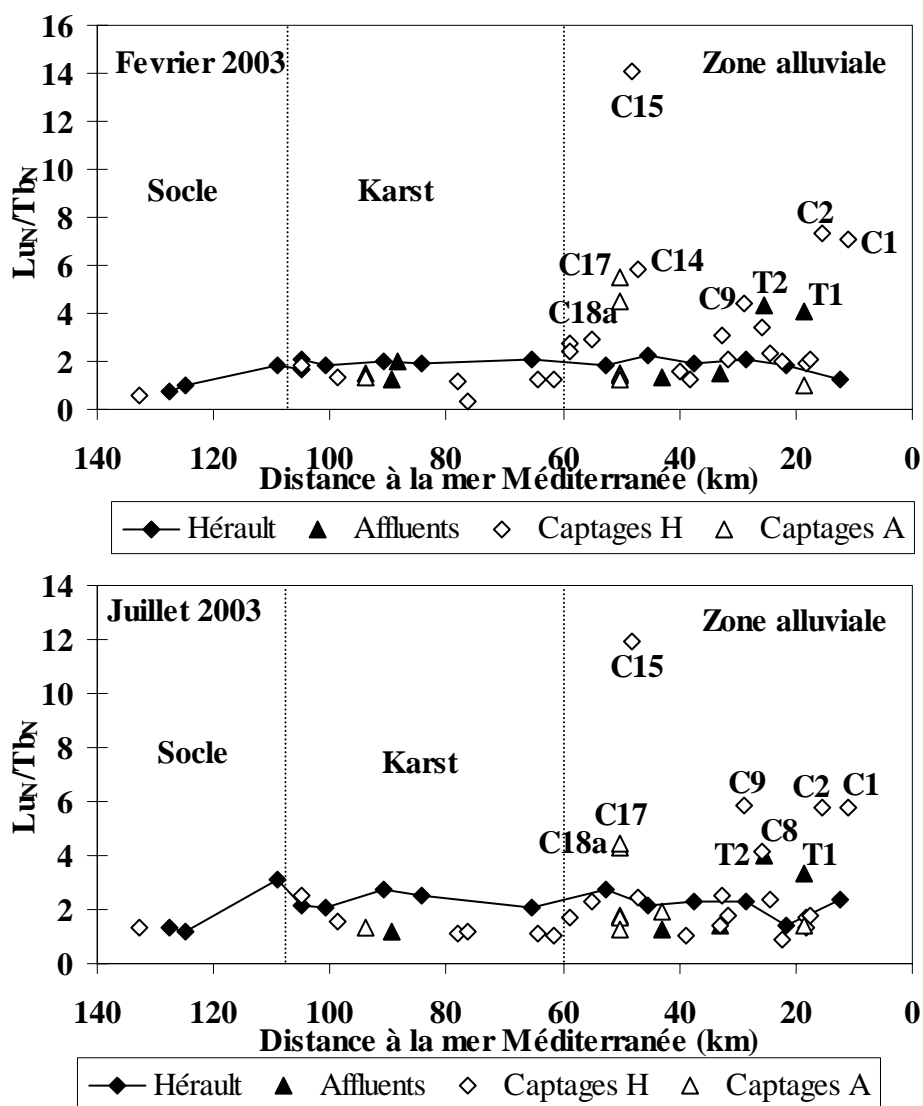 16
14
12
10
8
6
4
2
0
Lu_N/Tb_N
Fevrier 2003
Zone alluviale
Socle
Karst
C15
C2
C1
C17
C14
C18a
C9
T2
T1
140 120 100 80 60 40 20 0
Distance à la mer Méditerranée (km)
Hérault Affluents Captages H Captages A
14
12
10
8
6
4
2
0
Lu_N/Tb_N
Juillet 2003
Zone alluviale
Socle
Karst
C15
C9
C2
C1
C17
C8
C18a
T2
T1
140 120 100 80 60 40 20 0
Distance à la mer Méditerranée (km)
Hérault Affluents Captages H Captages A